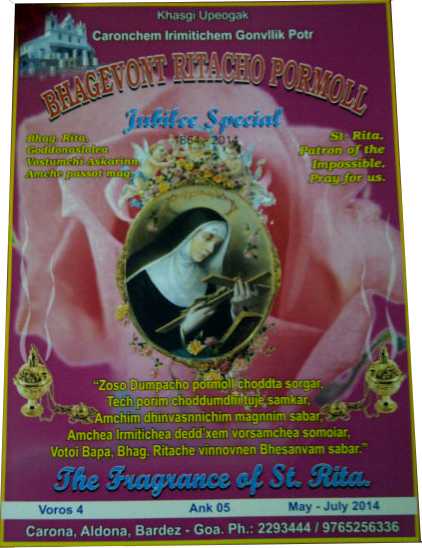 Khasgi Upeogak
Caronchem Irimitichem Gonvllik Potr
BHAGEVONT RITACHO PORMOLL
Jubilee Special
1864 - 2014
Bhag. Rita,
Goddonaslolea
Vostumchi Askarinn,
Amche passot mag.
St. Rita,
Patron of the
Impossible,
Pray for us.
“Zoso Dumpacho pormoll choddta sorgar,
Tech porim choddumdhi tuje samkar,
Amchim dhinvasnnichim magnnim sabar,
Amchea Irmitichea dedd'xem vorsamchea somoiar,
Votoi Bapa, Bhag. Ritache vinnovnen Bhesanvam sabar.”
The Fragrance of St. Rita.
Voros 4 Ank 05 May - July 2014
Carona, Aldona, Bardez - Goa. Ph.: 2293444 / 9765256336